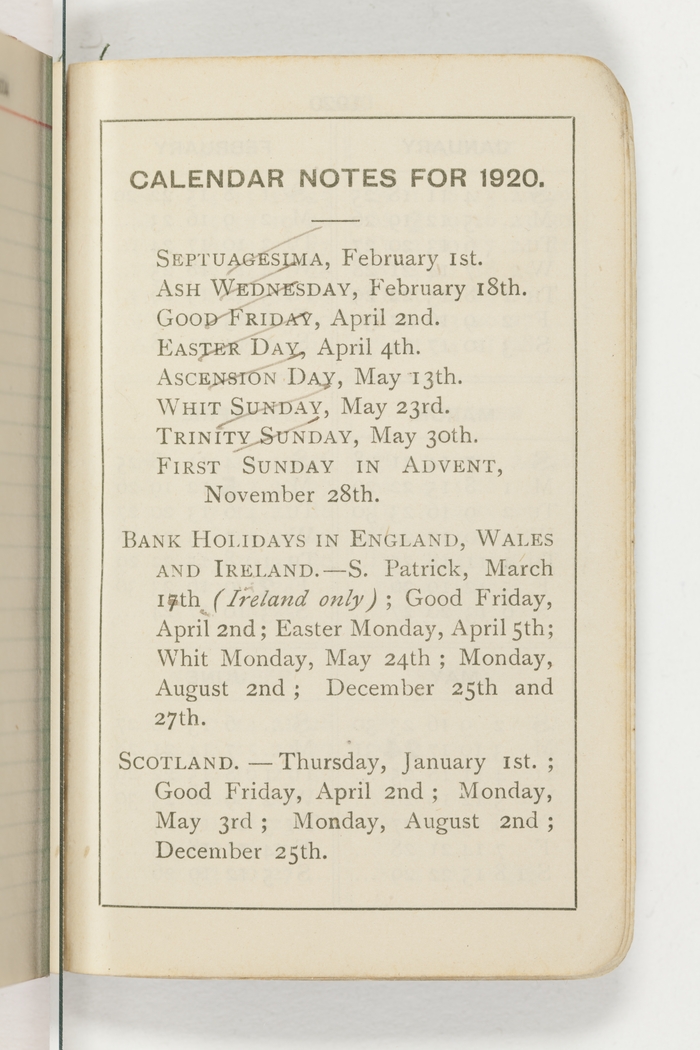 CALENDAR NOTES FOR 1920.
SEPTUAGESIMA, February 1st.
ASH WEDNESDAY, February 18th.
GOOD FRIDAY, April 2nd.
EASTER DAY, April 4th.
ASCENSION DAY, May 13th.
WHIT SUNDAY, May 23rd.
TRINITY SUNDAY, May 30th.
FIRST SUNDAY IN ADVENT,
November 28th.
BANK HOLIDAYS IN ENGLAND, WALES
AND IRELAND.—S. Patrick, March
17th (Ireland only) ; Good Friday,
April 2nd ; Easter Monday, April 5th;
Whit Monday, May 24th ; Monday,
August 2nd ; December 25th and
27th.
SCOTLAND. — Thursday, January 1st. ;
Good Friday, April 2nd ; Monday,
May 3rd ; Monday, August 2nd ;
December 25th.